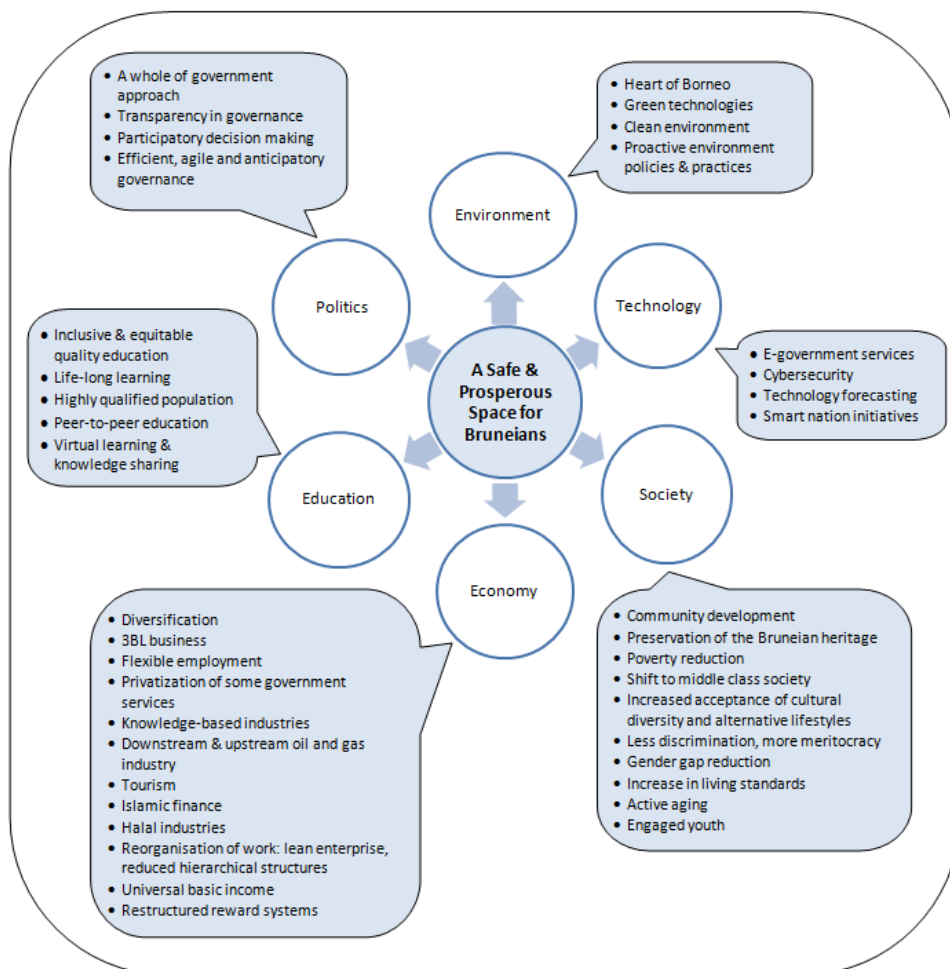 • A whole of government
approach
• Transparency in governance
• Participatory decision making
• Efficient, agile and anticipatory
governance
• Heart of Borneo
• Green technologies
• Clean environment
• Proactive environment
policies & practices
Environment
Politics
Technology
• Inclusive & equitable
quality education
• Life-long learning
• Highly qualified population
• Peer-to-peer education
• Virtual learning &
knowledge sharing
A Safe &
Prosperous
Space for
Bruneians
• E-government services
• Cybersecurity
• Technology forecasting
• Smart nation initiatives
Education
Society
Economy
• Diversification
• 3BL business
• Flexible employment
• Privatization of some government
services
• Knowledge-based industries
• Downstream & upstream oil and gas
industry
• Tourism
• Islamic finance
• Halal industries
• Reorganisation of work: lean enterprise,
reduced hierarchical structures
• Universal basic income
• Restructured reward systems
• Community development
• Preservation of the Bruneian heritage
• Poverty reduction
• Shift to middle class society
• Increased acceptance of cultural
diversity and alternative lifestyles
• Less discrimination, more meritocracy
• Gender gap reduction
• Increase in living standards
• Active aging
• Engaged youth